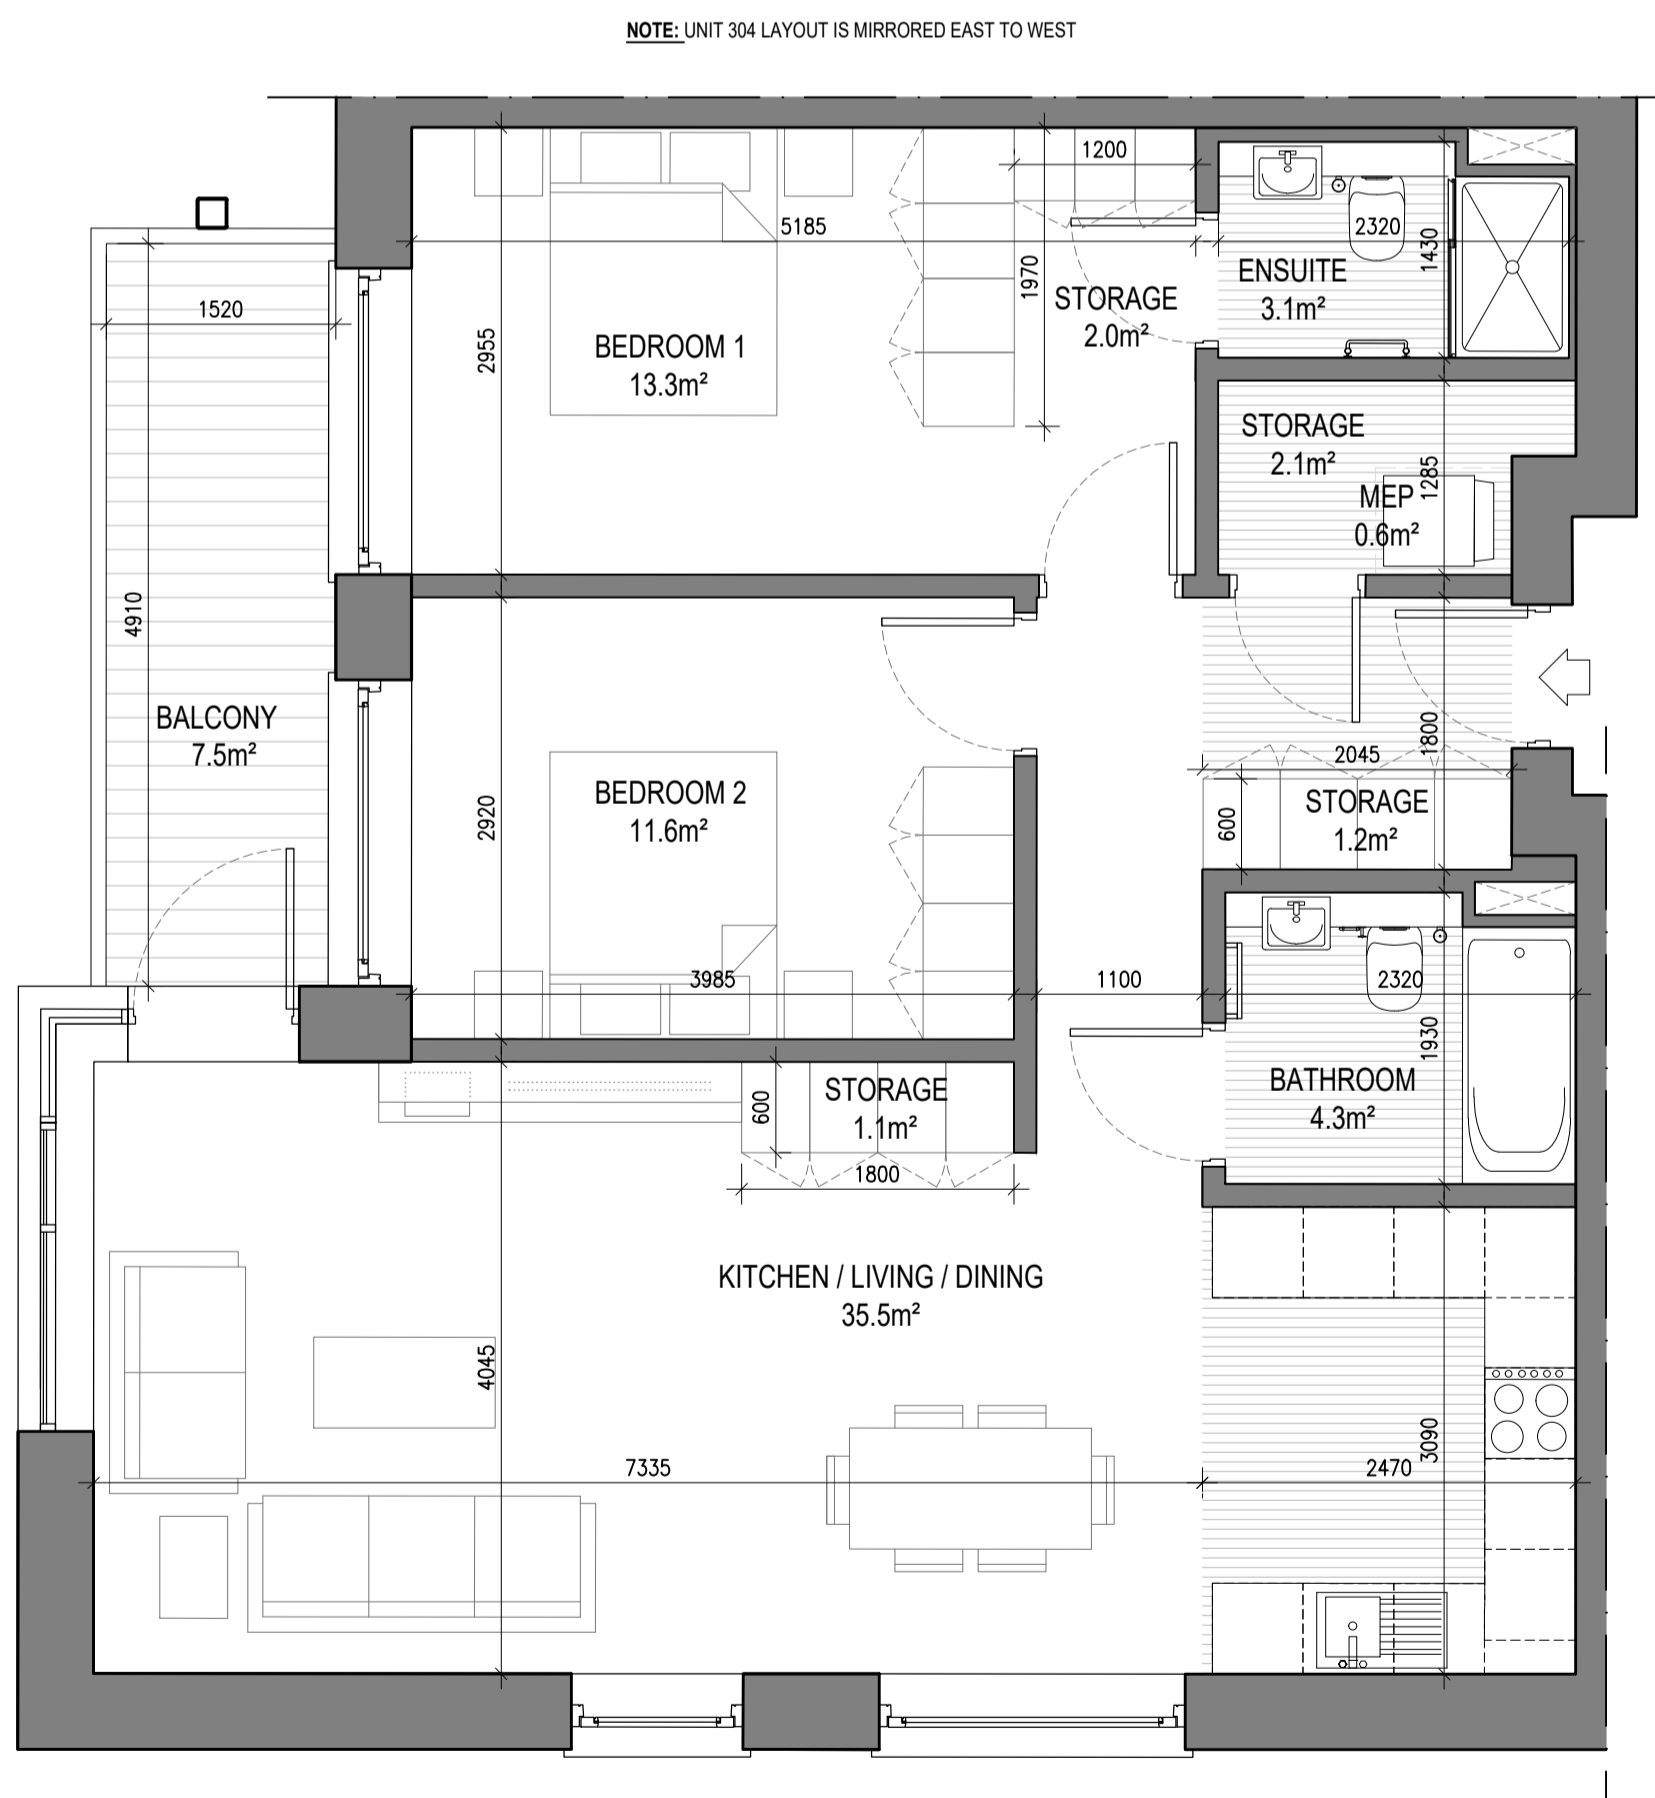 NOTE: UNIT 304 LAYOUT IS MIRRORED EAST TO WEST
1200
5185
2320
1430
1970
ENSUITE
3.1m²
STORAGE
2.0m²
1520
2955
BEDROOM 1
13.3m²
STORAGE
2.1m²
1285
MEP
0.6m²
4910
BALCONY
7.5m²
1800
2045
BEDROOM 2
11.6m²
2920
600
STORAGE
1.2m²
3985
1100
2320
1930
BATHROOM
4.3m²
600
STORAGE
1.1m²
1800
KITCHEN / LIVING / DINING
35.5m²
4045
3090
7335
2470